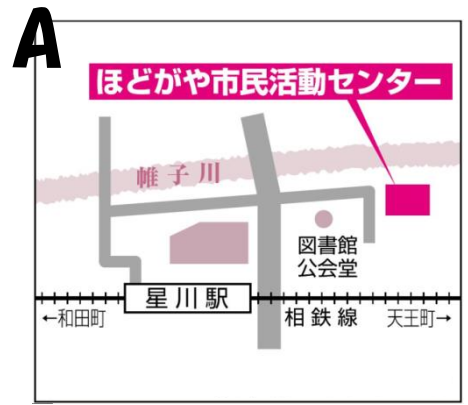 A
ほどがや市民活動センター
帷子川
図書館
公会堂
星川駅
←和田町
相鉄線
天王町→